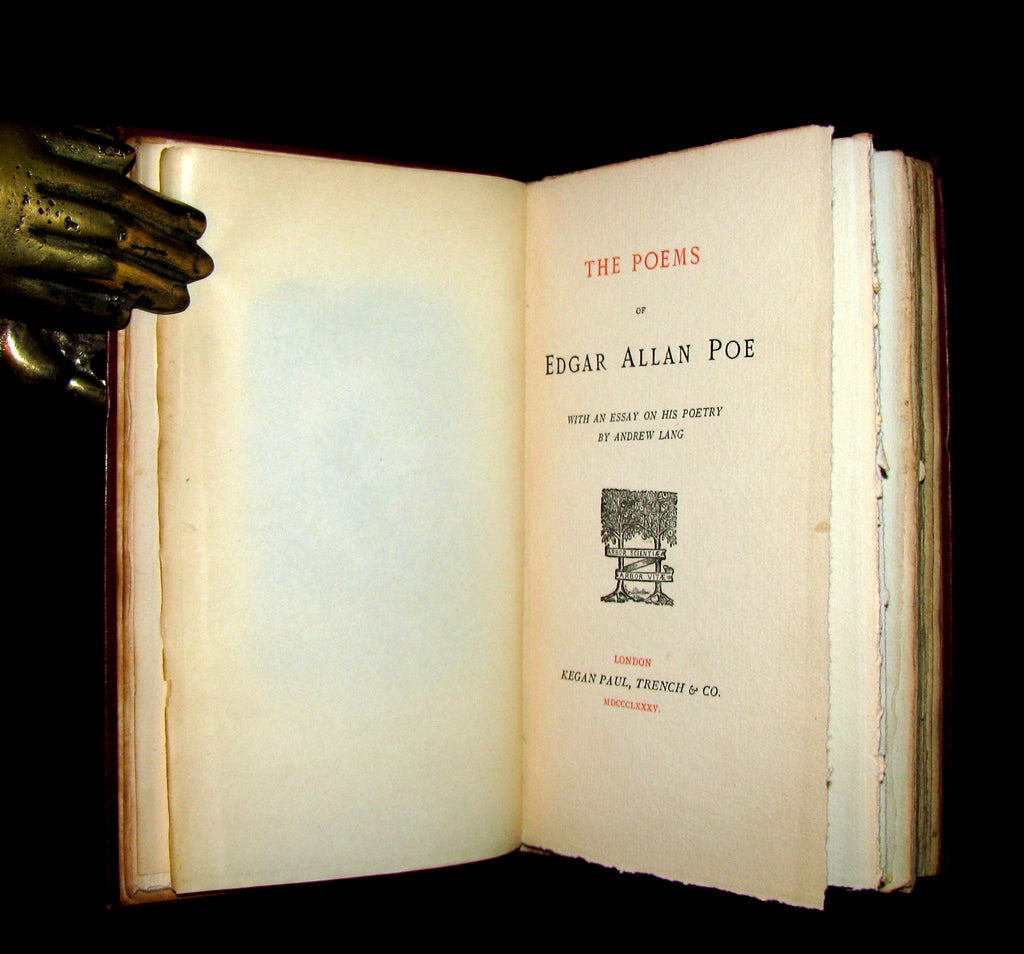 THE POEMS
OF
EDGAR ALLAN POE
WITH AN ESSAY ON HIS POETRY
BY ANDREW LANG
ARBOR SCIENTIÆ
ARBOR VITÆ
LONDON
KEGAN PAUL, TRENCH & CO.
MDCCCLXXXV.